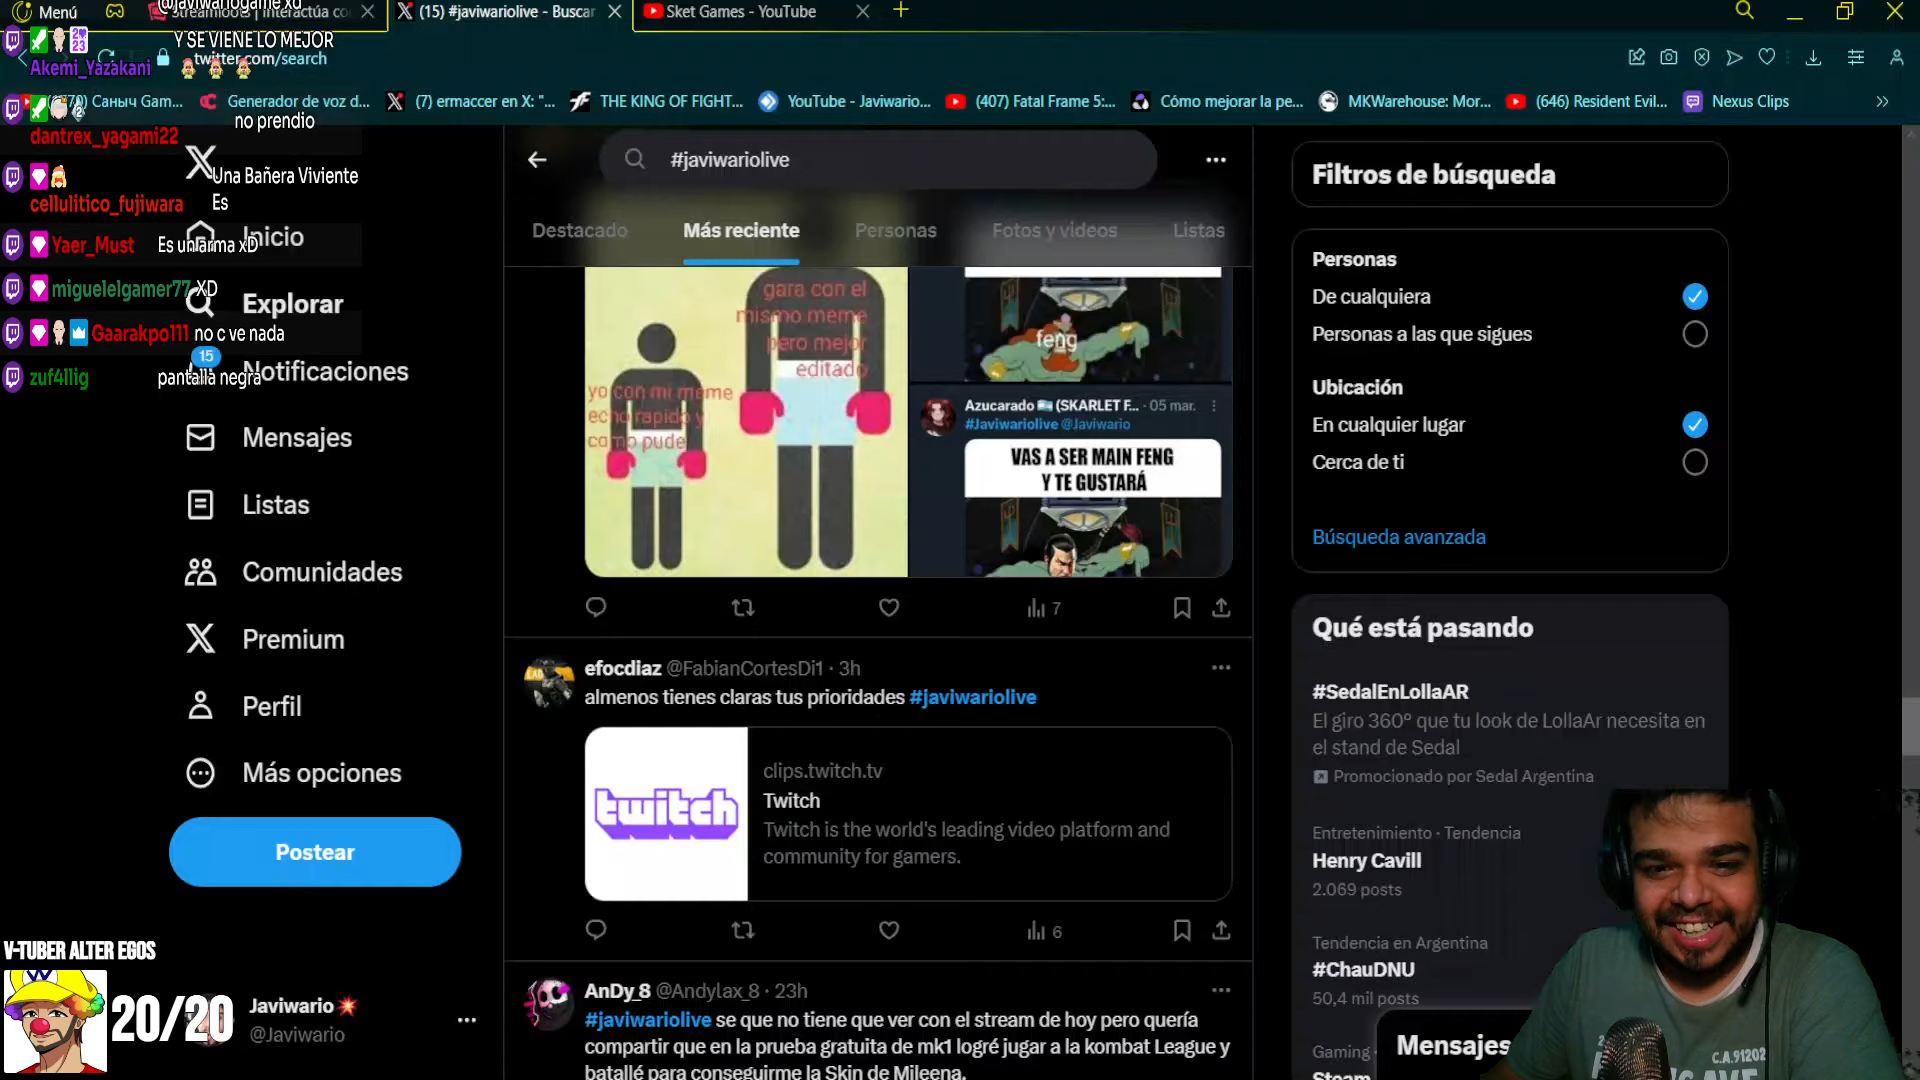 @javiwariogame xd
Menú
Streamloots | Interactúa co
(15) #javiwariolive - Buscar
Sket Games - YouTube
Y SE VIENE LO MEJOR
Akemi_Yazakani
twitter.com/search
Саныч Gam...
Generador de voz d...
(7) ermaccer en X: "...
THE KING OF FIGHT...
YouTube - Javiwario...
(407) Fatal Frame 5:...
Cómo mejorar la pe...
MKWarehouse: Mor...
(646) Resident Evil...
Nexus Clips
no prendio
dantrex_yagami22
Una Bañera Viviente
cellulitico_fujiwara
Es
Yaer_Must Es un arma xD
miguelelgamer77 XD
Gaarakpo111 no c ve nada
zuf4llig pantalla negra
Inicio
Explorar
15
Notificaciones
Mensajes
Listas
Comunidades
Premium
Perfil
Más opciones
Postear
V-TUBER ALTER EGOS
20/20
Javiwario
@Javiwario
#javiwariolive
Destacado
Más reciente
Personas
Fotos y videos
Listas
gara con el
mismo meme
pero mejor
editado
yo con mi meme
echo rapido y
como pude
feng
Azucarado (SKARLET F... · 05 mar.
#Javiwariolive @Javiwario
VAS A SER MAIN FENG
Y TE GUSTARÁ
7
efocdiaz @FabianCortesDi1 · 3h
almenos tienes claras tus prioridades #javiwariolive
twitch
clips.twitch.tv
Twitch
Twitch is the world's leading video platform and
community for gamers.
6
AnDy_8 @Andylax_8 · 23h
#javiwariolive se que no tiene que ver con el stream de hoy pero quería
compartir que en la prueba gratuita de mk1 logré jugar a la kombat League y
batallé para conseguirme la Skin de Mileena.
Filtros de búsqueda
Personas
De cualquiera
Personas a las que sigues
Ubicación
En cualquier lugar
Cerca de ti
Búsqueda avanzada
Qué está pasando
#SedalEnLollaAR
El giro 360° que tu look de LollaAr necesita en
el stand de Sedal
Promocionado por Sedal Argentina
Entretenimiento · Tendencia
Henry Cavill
2.069 posts
Tendencia en Argentina
#ChauDNU
50,4 mil posts
Gaming
Steam
Mensajes
C.A.91202